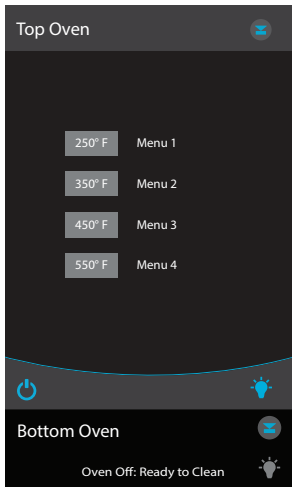 Top Oven
250° F Menu 1
350° F Menu 2
450° F Menu 3
550° F Menu 4
Bottom Oven
Oven Off: Ready to Clean